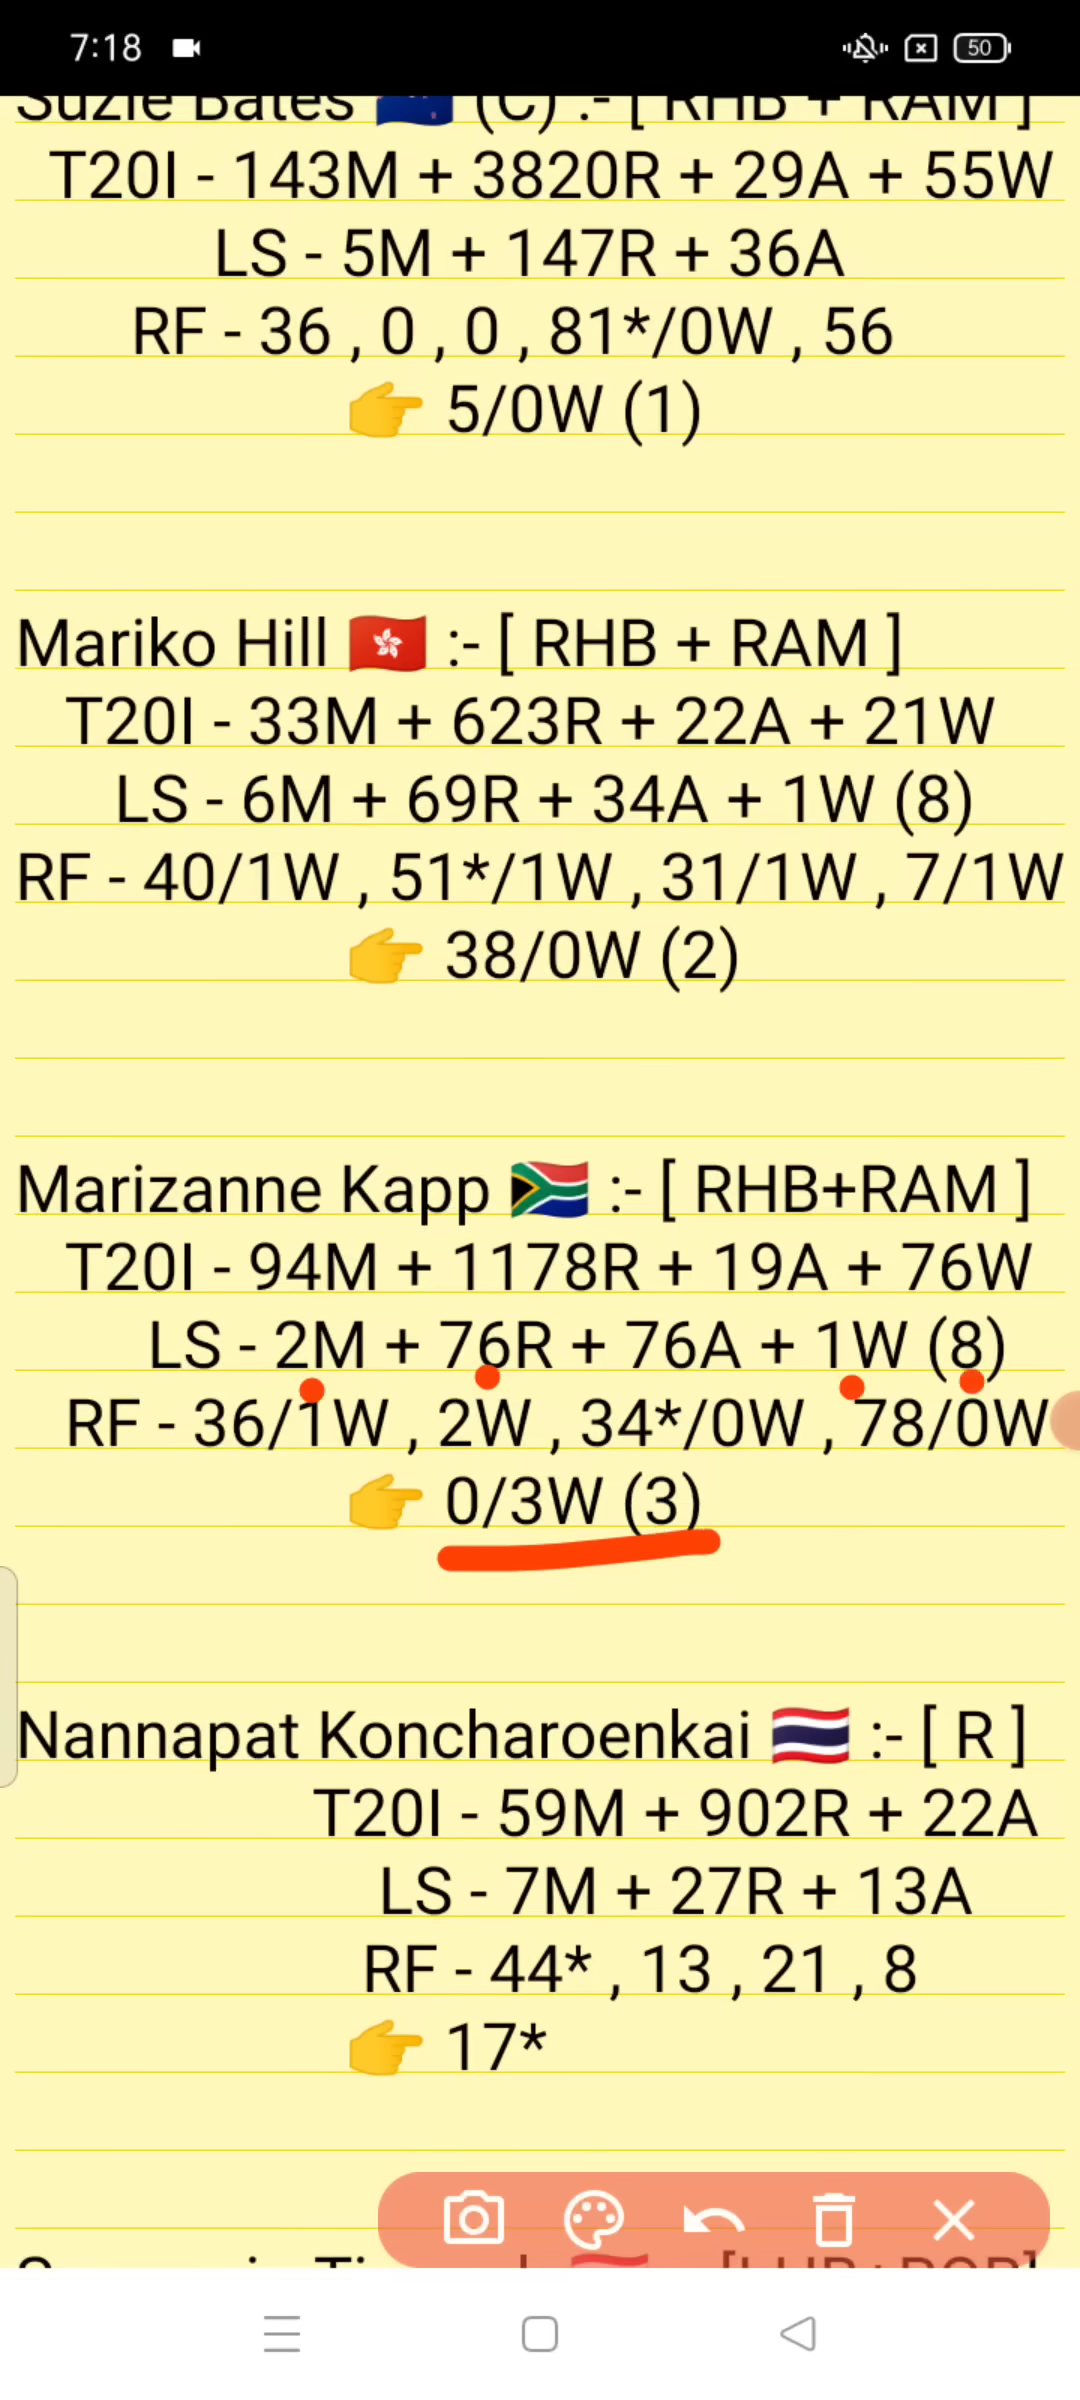 7:18 50
Suzie Bates (C) :- [ RHB + RAM ]
T20I - 143M + 3820R + 29A + 55W
LS - 5M + 147R + 36A
RF - 36 , 0 , 0 , 81*/0W , 56
👉 5/0W (1)
Mariko Hill 🇭🇰 :- [ RHB + RAM ]
T20I - 33M + 623R + 22A + 21W
LS - 6M + 69R + 34A + 1W (8)
RF - 40/1W , 51*/1W , 31/1W , 7/1W
👉 38/0W (2)
Marizanne Kapp 🇿🇦 :- [ RHB+RAM ]
T20I - 94M + 1178R + 19A + 76W
LS - 2M + 76R + 76A + 1W (8)
RF - 36/1W , 2W , 34*/0W , 78/0W
👉 0/3W (3)
Nannapat Koncharoenkai 🇹🇭 :- [ R ]
T20I - 59M + 902R + 22A
LS - 7M + 27R + 13A
RF - 44* , 13 , 21 , 8
👉 17*